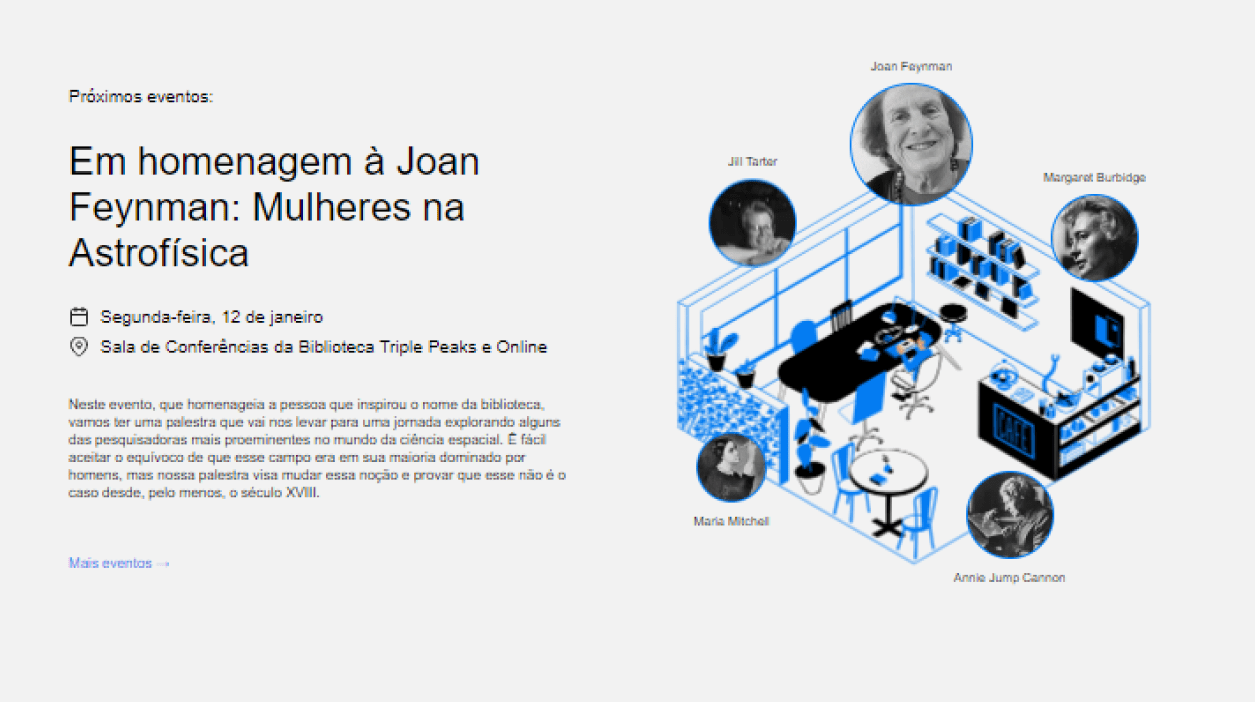 Próximos eventos:
Em homenagem à Joan
Feynman: Mulheres na
Astrofísica
Segunda-feira, 12 de janeiro
Sala de Conferências da Biblioteca Triple Peaks e Online
Neste evento, que homenageia a pessoa que inspirou o nome da biblioteca,
vamos ter uma palestra que vai nos levar para uma jornada explorando alguns
das pesquisadoras mais proeminentes no mundo da ciência espacial. É fácil
aceitar o equívoco de que esse campo era em sua maioria dominado por
homens, mas nossa palestra visa mudar essa noção e provar que esse não é o
caso desde, pelo menos, o século XVIIII.
Mais eventos →
Joan Feynman
Jill Tarter
Margaret Burbidge
CAFE
Maria Mitchell
Annie Jump Cannon